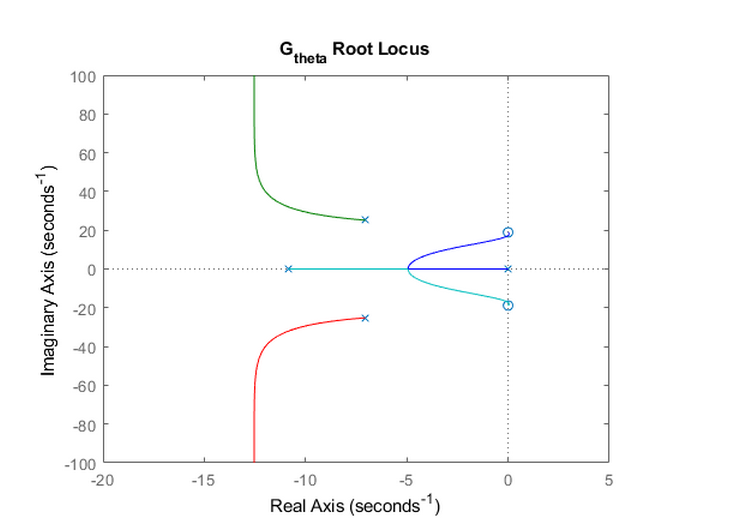 G_theta Root Locus
100
80
60
40
20
0
-20
-40
-60
-80
-100
Imaginary Axis (seconds^-1)
-20 -15 -10 -5 0 5
Real Axis (seconds^-1)